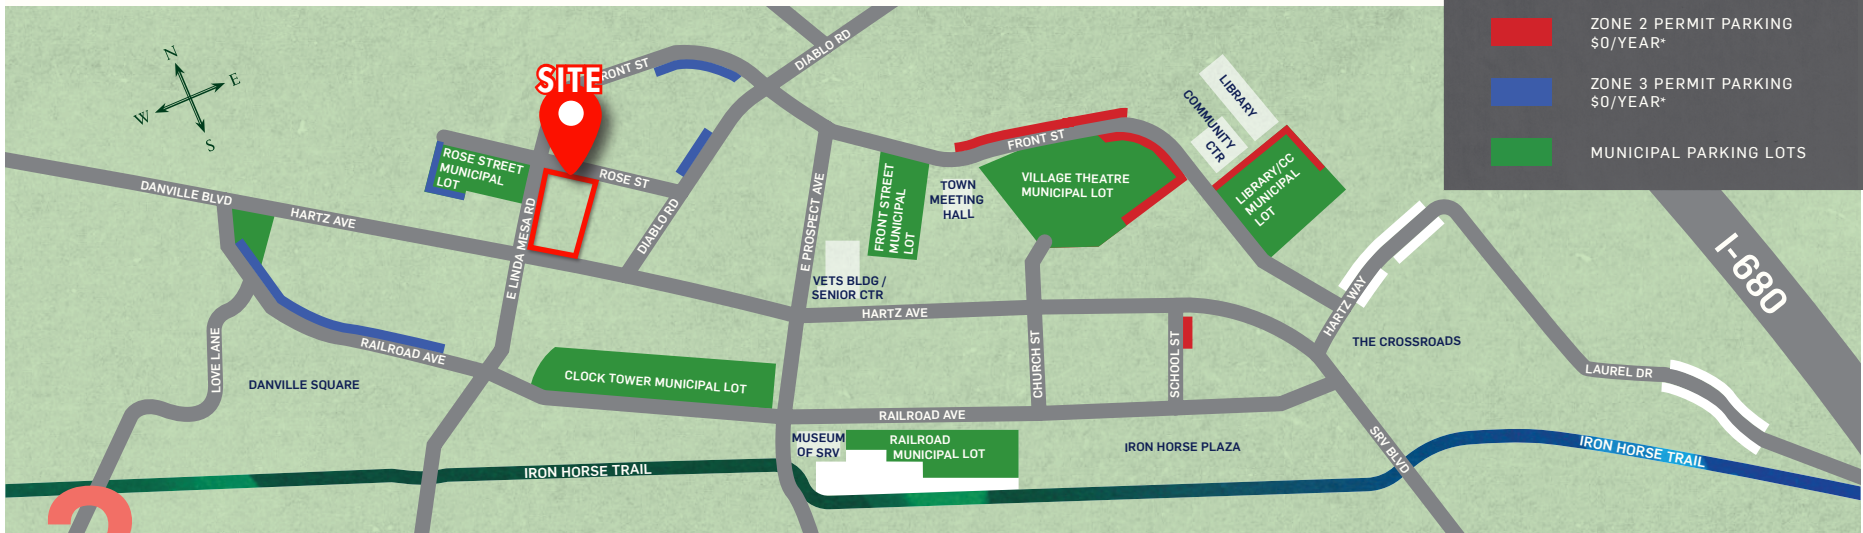 ZONE 2 PERMIT PARKING
$0/YEAR*
ZONE 3 PERMIT PARKING
$0/YEAR*
MUNICIPAL PARKING LOTS
N
E
W
S
SITE
RONT ST
DIABLO RD
LIBRARY
COMMUNITY
CTR
FRONT ST
LIBRARY/CC
MUNICIPAL
LOT
ROSE STREET
MUNICIPAL
LOT
ROSE ST
DANVILLE BLVD
HARTZ AVE
E LINDA MESA RD
DIABLO RD
E PROSPECT AVE
FRONT STREET
MUNICIPAL
LOT
TOWN
MEETING
HALL
VILLAGE THEATRE
MUNICIPAL LOT
VETS BLDG /
SENIOR CTR
HARTZ AVE
HARTZ WAY
I-680
THE CROSSROADS
LOVE LANE
RAILROAD AVE
DANVILLE SQUARE
CLOCK TOWER MUNICIPAL LOT
CHURCH ST
SCHOOL ST
LAUREL DR
RAILROAD AVE
MUSEUM
OF SRV
RAILROAD
MUNICIPAL LOT
IRON HORSE PLAZA
SRV BLVD
IRON HORSE TRAIL
IRON HORSE TRAIL
2